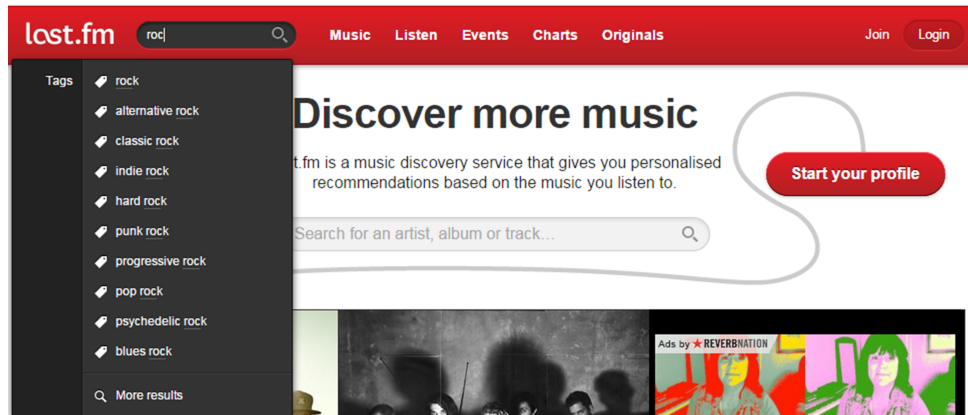 last.fm
roc
Music Listen Events Charts Originals
Join Login
Tags
rock
alternative rock
classic rock
indie rock
hard rock
punk rock
progressive rock
pop rock
psychedelic rock
blues rock
More results
Discover more music
t.fm is a music discovery service that gives you personalised
recommendations based on the music you listen to.
Start your profile
Search for an artist, album or track...
Ads by REVERBNATION